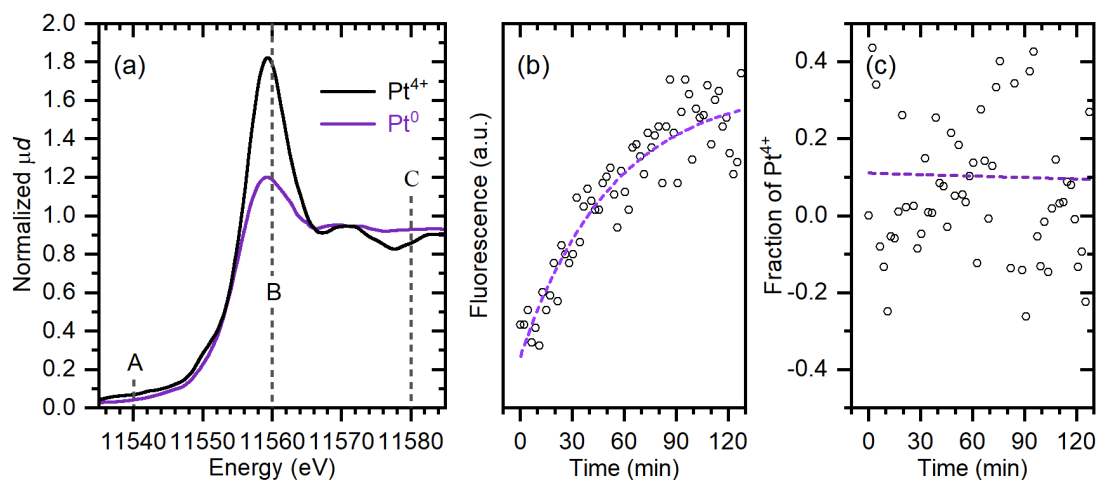 (a)
Pt⁴⁺
Pt⁰
A
B
C
2.0
1.8
1.6
1.4
1.2
1.0
0.8
0.6
0.4
0.2
0.0
Normalized μd
11540 11550 11560 11570 11580
Energy (eV)
(b)
Fluorescence (a.u.)
0 30 60 90 120
Time (min)
(c)
0.4
0.2
0.0
-0.2
-0.4
Fraction of Pt⁴⁺
0 30 60 90 120
Time (min)